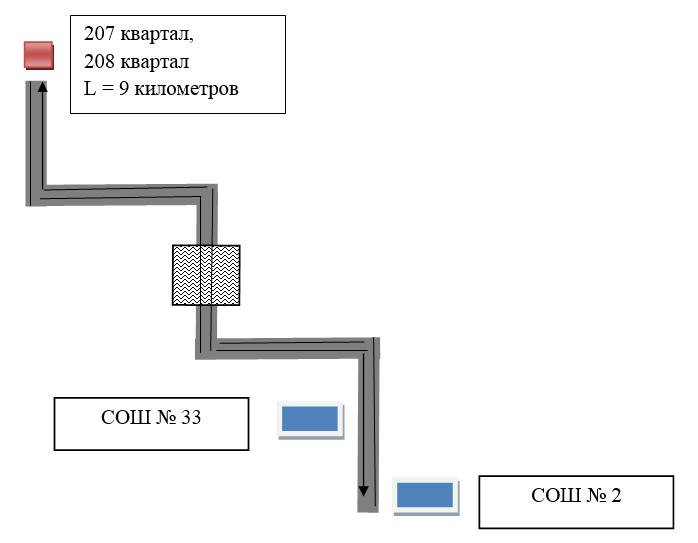 207 квартал,
208 квартал
L = 9 километров
СОШ № 33
СОШ № 2